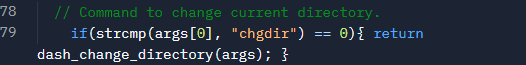 78 // Command to change current directory.
79 if(strcmp(args[0], "chgdir") == 0){ return
dash_change_directory(args); }